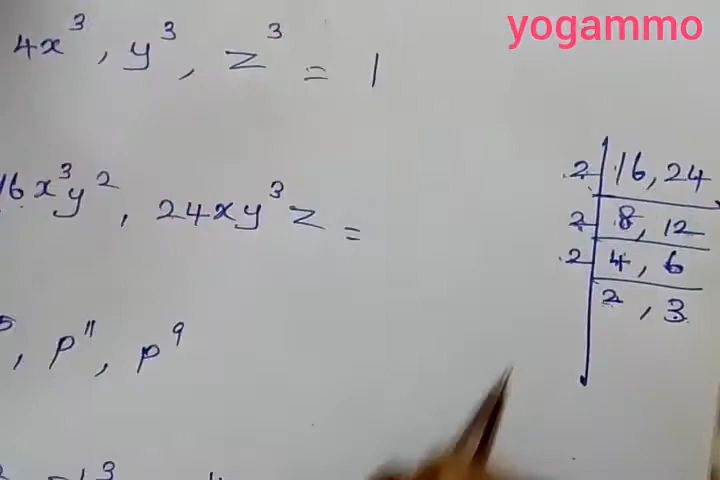 yogammo
4x³, y³, z³ = 1
16x³y², 24xy³z =
2 | 16, 24
2 | 8, 12
2 | 4, 6
2, 3
, p¹¹, p⁹